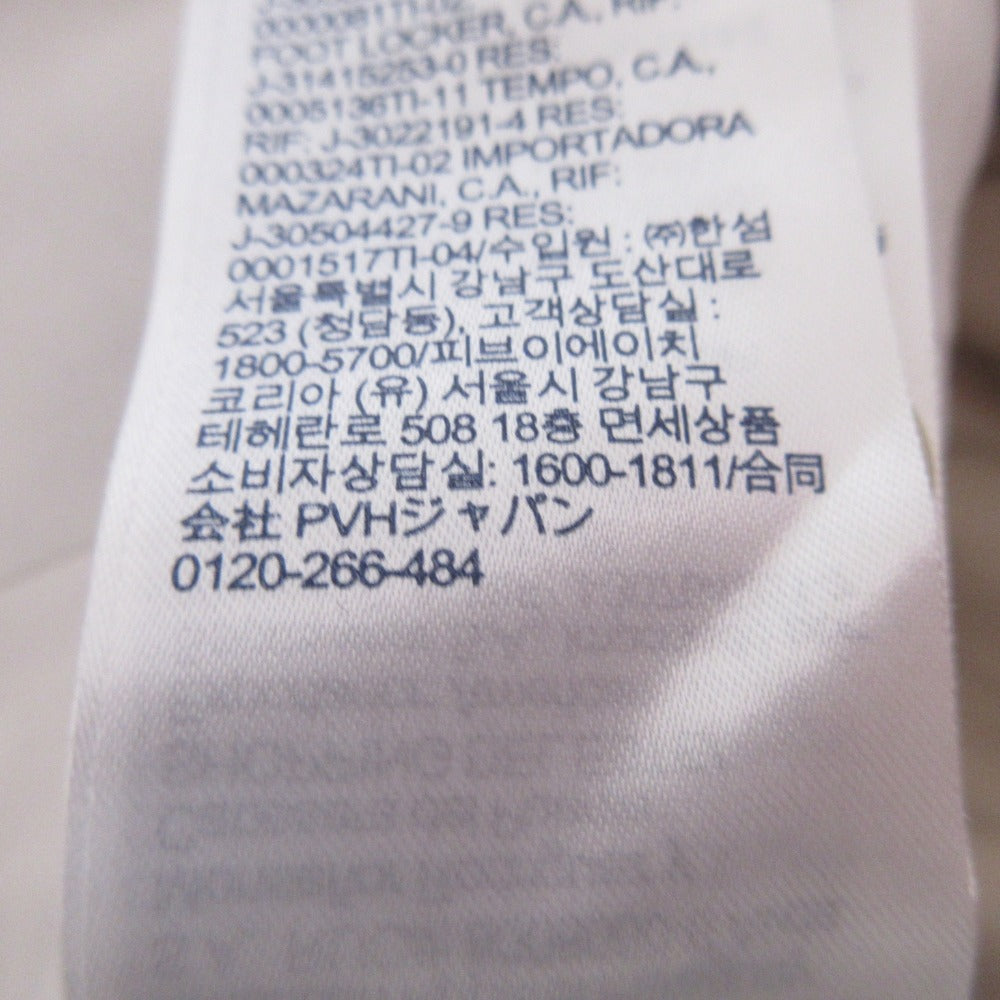 0000081TI-02
FOOT LOCKER, C.A., RIF:
J-31415253-0 RES:
0005136TI-11 TEMPO, C.A.,
RIF: J-3022191-4 RES:
000324TI-02 IMPORTADORA
MAZARANI, C.A., RIF:
J-30504427-9 RES:
0001517TI-04/수입원 : ㈜한섬
서울특별시 강남구 도산대로
523 (청담동), 고객상담실 :
1800-5700/피브이에이치
코리아 (유) 서울시 강남구
테헤란로 508 18층 면세상품
소비자상담실: 1600-1811/合同
会社 PVHジャパン
0120-266-484